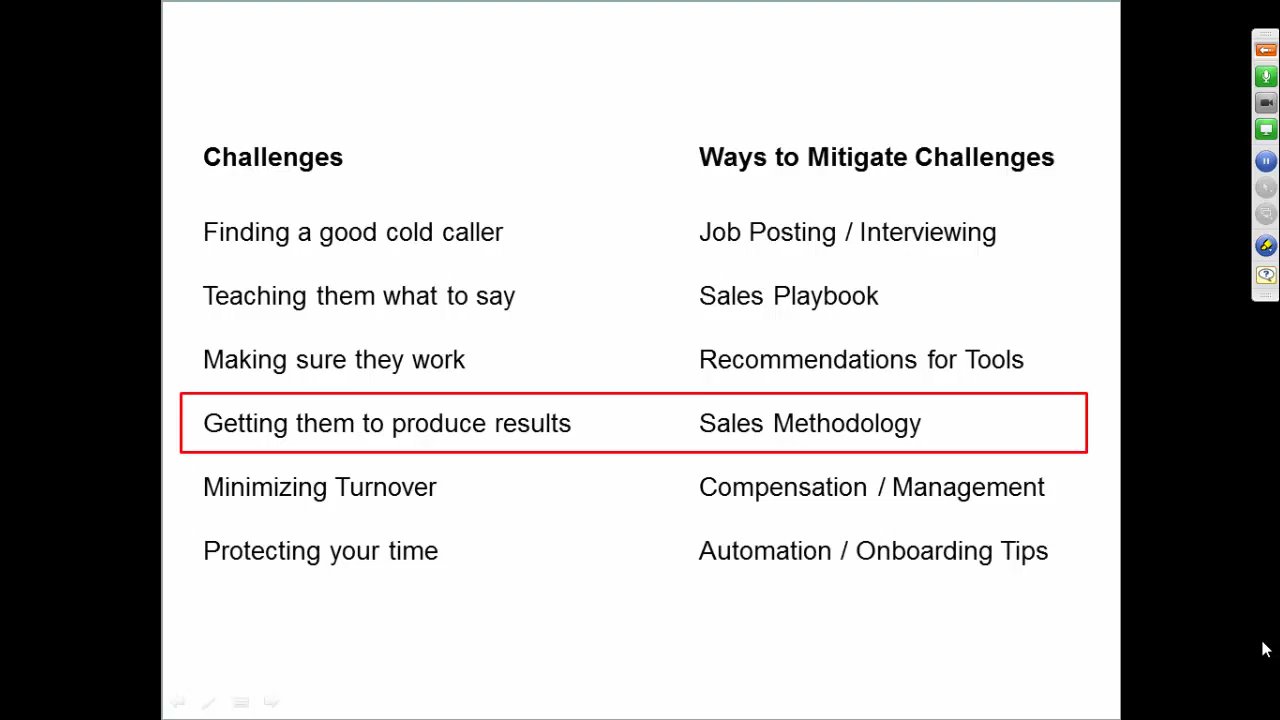 Challenges Ways to Mitigate Challenges
Finding a good cold caller Job Posting / Interviewing
Teaching them what to say Sales Playbook
Making sure they work Recommendations for Tools
Getting them to produce results Sales Methodology
Minimizing Turnover Compensation / Management
Protecting your time Automation / Onboarding Tips